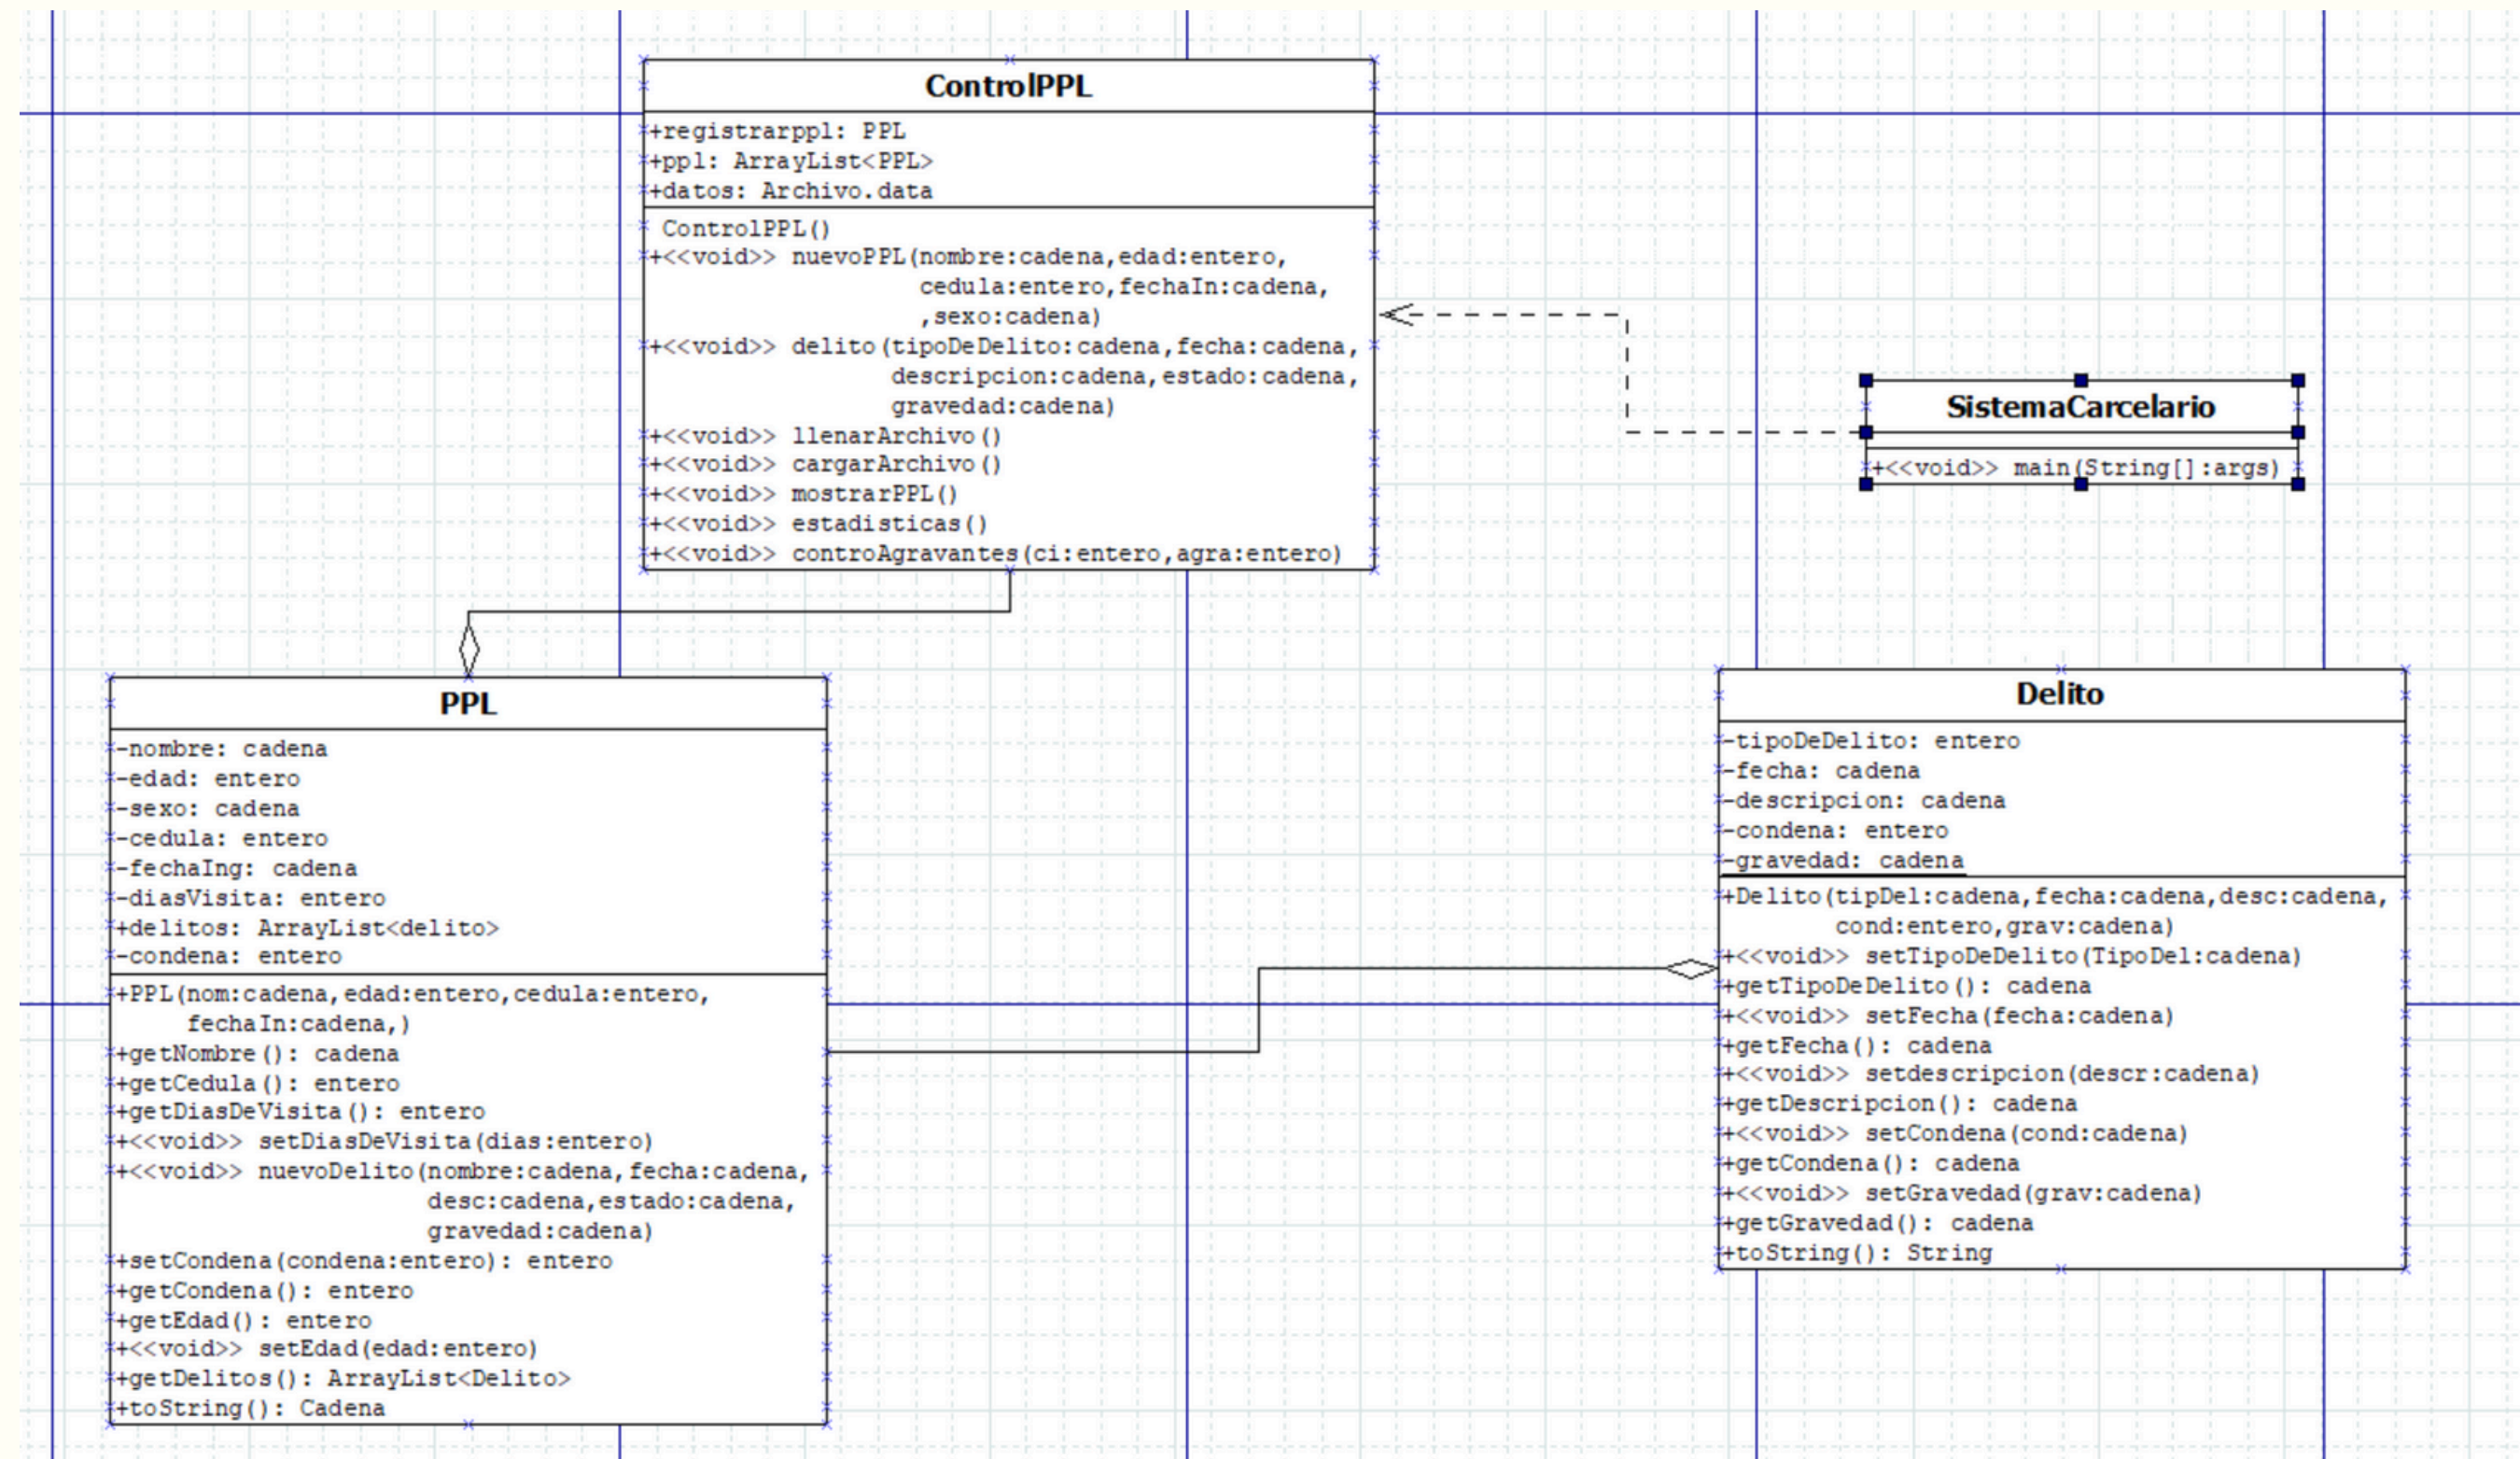 ControlPPL
+registrarppl: PPL
+ppl: ArrayList<PPL>
+datos: Archivo.data
ControlPPL()
+<<void>> nuevoPPL(nombre:cadena,edad:entero,
cedula:entero,fechaIn:cadena,
,sexo:cadena)
+<<void>> delito(tipoDeDelito:cadena,fecha:cadena,
descripcion:cadena,estado:cadena,
gravedad:cadena)
+<<void>> llenarArchivo()
+<<void>> cargarArchivo()
+<<void>> mostrarPPL()
+<<void>> estadisticas()
+<<void>> controAgravantes(ci:entero,agra:entero)
SistemaCarcelario
+<<void>> main(String[]:args)
PPL
-nombre: cadena
-edad: entero
-sexo: cadena
-cedula: entero
-fechaIng: cadena
-diasVisita: entero
+delitos: ArrayList<delito>
-condena: entero
+PPL(nom:cadena,edad:entero,cedula:entero,
fechaIn:cadena,)
+getNombre(): cadena
+getCedula(): entero
+getDiasDeVisita(): entero
+<<void>> setDiasDeVisita(dias:entero)
+<<void>> nuevoDelito(nombre:cadena,fecha:cadena,
desc:cadena,estado:cadena,
gravedad:cadena)
+setCondena(condena:entero): entero
+getCondena(): entero
+getEdad(): entero
+<<void>> setEdad(edad:entero)
+getDelitos(): ArrayList<Delito>
+toString(): Cadena
Delito
-tipoDeDelito: entero
-fecha: cadena
-descripcion: cadena
-condena: entero
-gravedad: cadena
+Delito(tipDel:cadena,fecha:cadena,desc:cadena,
cond:entero,grav:cadena)
+<<void>> setTipoDeDelito(TipoDel:cadena)
+getTipoDeDelito(): cadena
+<<void>> setFecha(fecha:cadena)
+getFecha(): cadena
+<<void>> setdescripcion(descr:cadena)
+getDescripcion(): cadena
+<<void>> setCondena(cond:cadena)
+getCondena(): cadena
+<<void>> setGravedad(grav:cadena)
+getGravedad(): cadena
+toString(): String